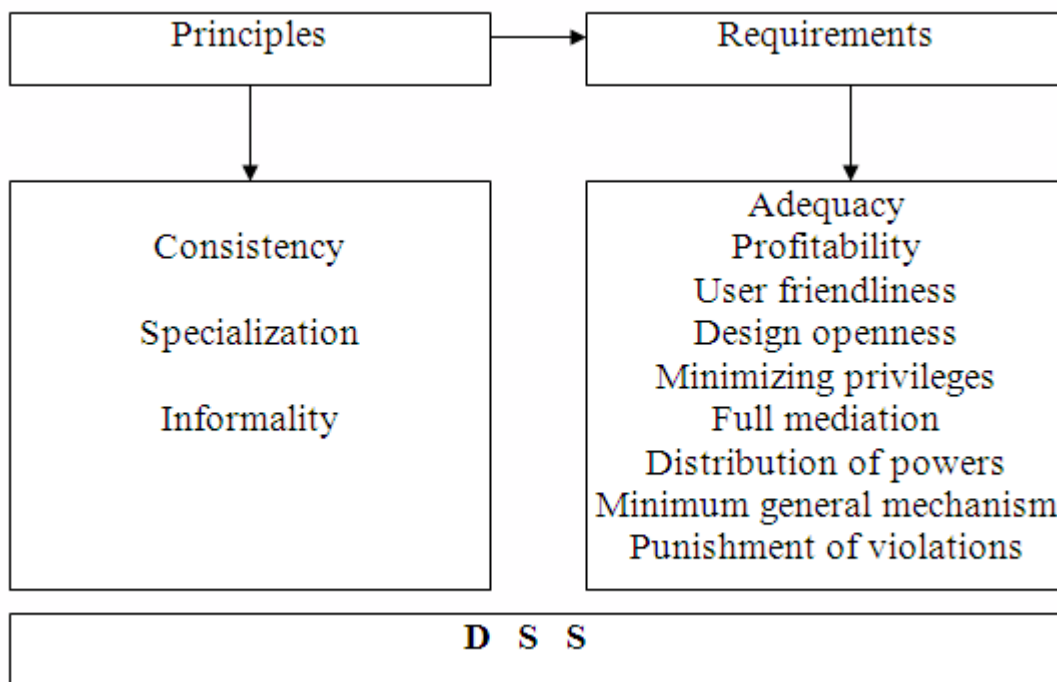 Principles
Requirements
Consistency
Specialization
Informality
Adequacy
Profitability
User friendliness
Design openness
Minimizing privileges
Full mediation
Distribution of powers
Minimum general mechanism
Punishment of violations
D S S